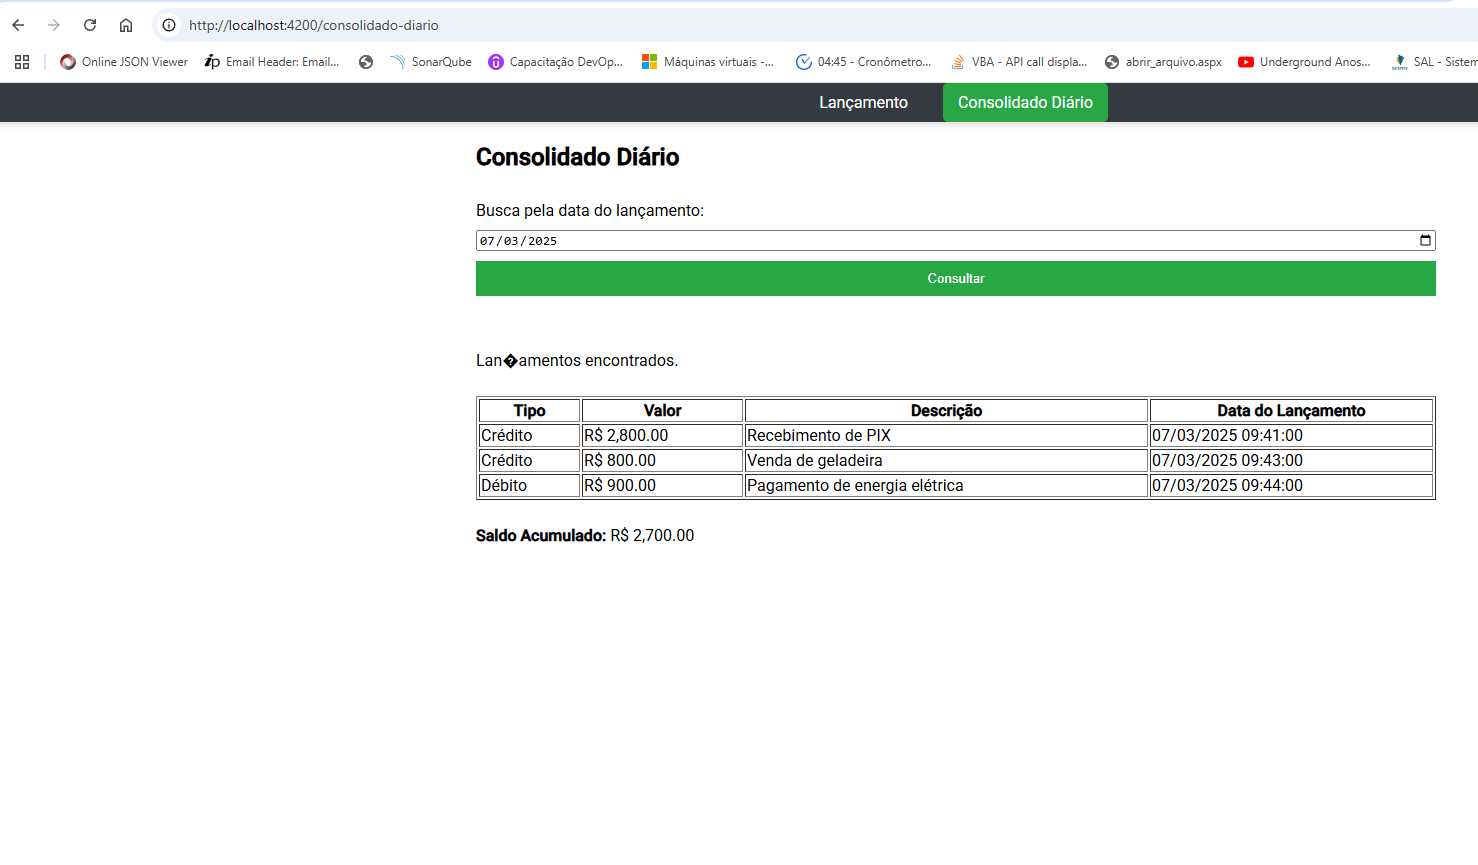 http://localhost:4200/consolidado-diario
Online JSON Viewer
Email Header: Email...
SonarQube
Capacitação DevOp...
Máquinas virtuais -...
04:45 - Cronômetro...
VBA - API call displa...
abrir_arquivo.aspx
Underground Anos...
SAL - Sistem
Lançamento Consolidado Diário
Consolidado Diário
Busca pela data do lançamento:
07/03/2025
Consultar
Lan�amentos encontrados.
Tipo Valor Descrição Data do Lançamento
Crédito R$ 2,800.00 Recebimento de PIX 07/03/2025 09:41:00
Crédito R$ 800.00 Venda de geladeira 07/03/2025 09:43:00
Débito R$ 900.00 Pagamento de energia elétrica 07/03/2025 09:44:00
Saldo Acumulado: R$ 2,700.00